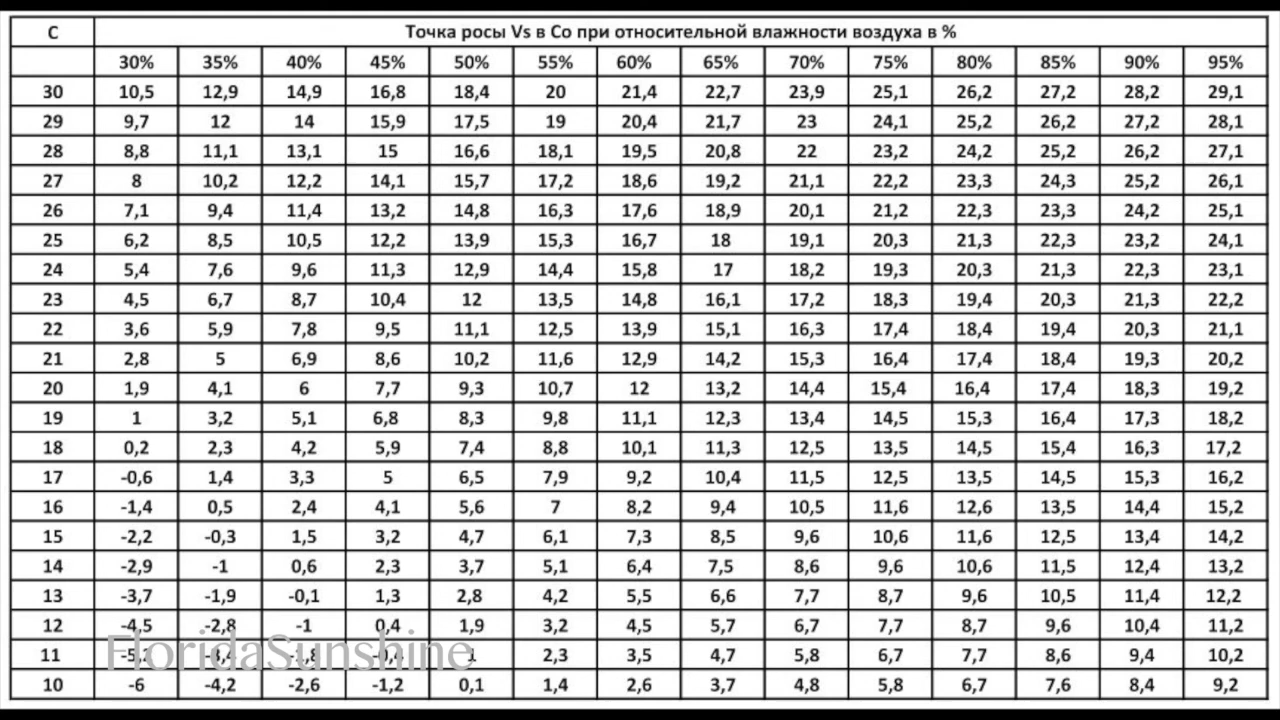 С Точка росы Vs в Co при относительной влажности воздуха в %
30% 35% 40% 45% 50% 55% 60% 65% 70% 75% 80% 85% 90% 95%
30 10,5 12,9 14,9 16,8 18,4 20 21,4 22,7 23,9 25,1 26,2 27,2 28,2 29,1
29 9,7 12 14 15,9 17,5 19 20,4 21,7 23 24,1 25,2 26,2 27,2 28,1
28 8,8 11,1 13,1 15 16,6 18,1 19,5 20,8 22 23,2 24,2 25,2 26,2 27,1
27 8 10,2 12,2 14,1 15,7 17,2 18,6 19,2 21,1 22,2 23,3 24,3 25,2 26,1
26 7,1 9,4 11,4 13,2 14,8 16,3 17,6 18,9 20,1 21,2 22,3 23,3 24,2 25,1
25 6,2 8,5 10,5 12,2 13,9 15,3 16,7 18 19,1 20,3 21,3 22,3 23,2 24,1
24 5,4 7,6 9,6 11,3 12,9 14,4 15,8 17 18,2 19,3 20,3 21,3 22,3 23,1
23 4,5 6,7 8,7 10,4 12 13,5 14,8 16,1 17,2 18,3 19,4 20,3 21,3 22,2
22 3,6 5,9 7,8 9,5 11,1 12,5 13,9 15,1 16,3 17,4 18,4 19,4 20,3 21,1
21 2,8 5 6,9 8,6 10,2 11,6 12,9 14,2 15,3 16,4 17,4 18,4 19,3 20,2
20 1,9 4,1 6 7,7 9,3 10,7 12 13,2 14,4 15,4 16,4 17,4 18,3 19,2
19 1 3,2 5,1 6,8 8,3 9,8 11,1 12,3 13,4 14,5 15,3 16,4 17,3 18,2
18 0,2 2,3 4,2 5,9 7,4 8,8 10,1 11,3 12,5 13,5 14,5 15,4 16,3 17,2
17 -0,6 1,4 3,3 5 6,5 7,9 9,2 10,4 11,5 12,5 13,5 14,5 15,3 16,2
16 -1,4 0,5 2,4 4,1 5,6 7 8,2 9,4 10,5 11,6 12,6 13,5 14,4 15,2
15 -2,2 -0,3 1,5 3,2 4,7 6,1 7,3 8,5 9,6 10,6 11,6 12,5 13,4 14,2
14 -2,9 -1 0,6 2,3 3,7 5,1 6,4 7,5 8,6 9,6 10,6 11,5 12,4 13,2
13 -3,7 -1,9 -0,1 1,3 2,8 4,2 5,5 6,6 7,7 8,7 9,6 10,5 11,4 12,2
12 -4,5 -2,8 -1 0,4 1,9 3,2 4,5 5,7 6,7 7,7 8,7 9,6 10,4 11,2
FloridaSunshine
11 2,3 3,5 4,7 5,8 6,7 7,7 8,6 9,4 10,2
10 -6 -4,2 -2,6 -1,2 0,1 1,4 2,6 3,7 4,8 5,8 6,7 7,6 8,4 9,2